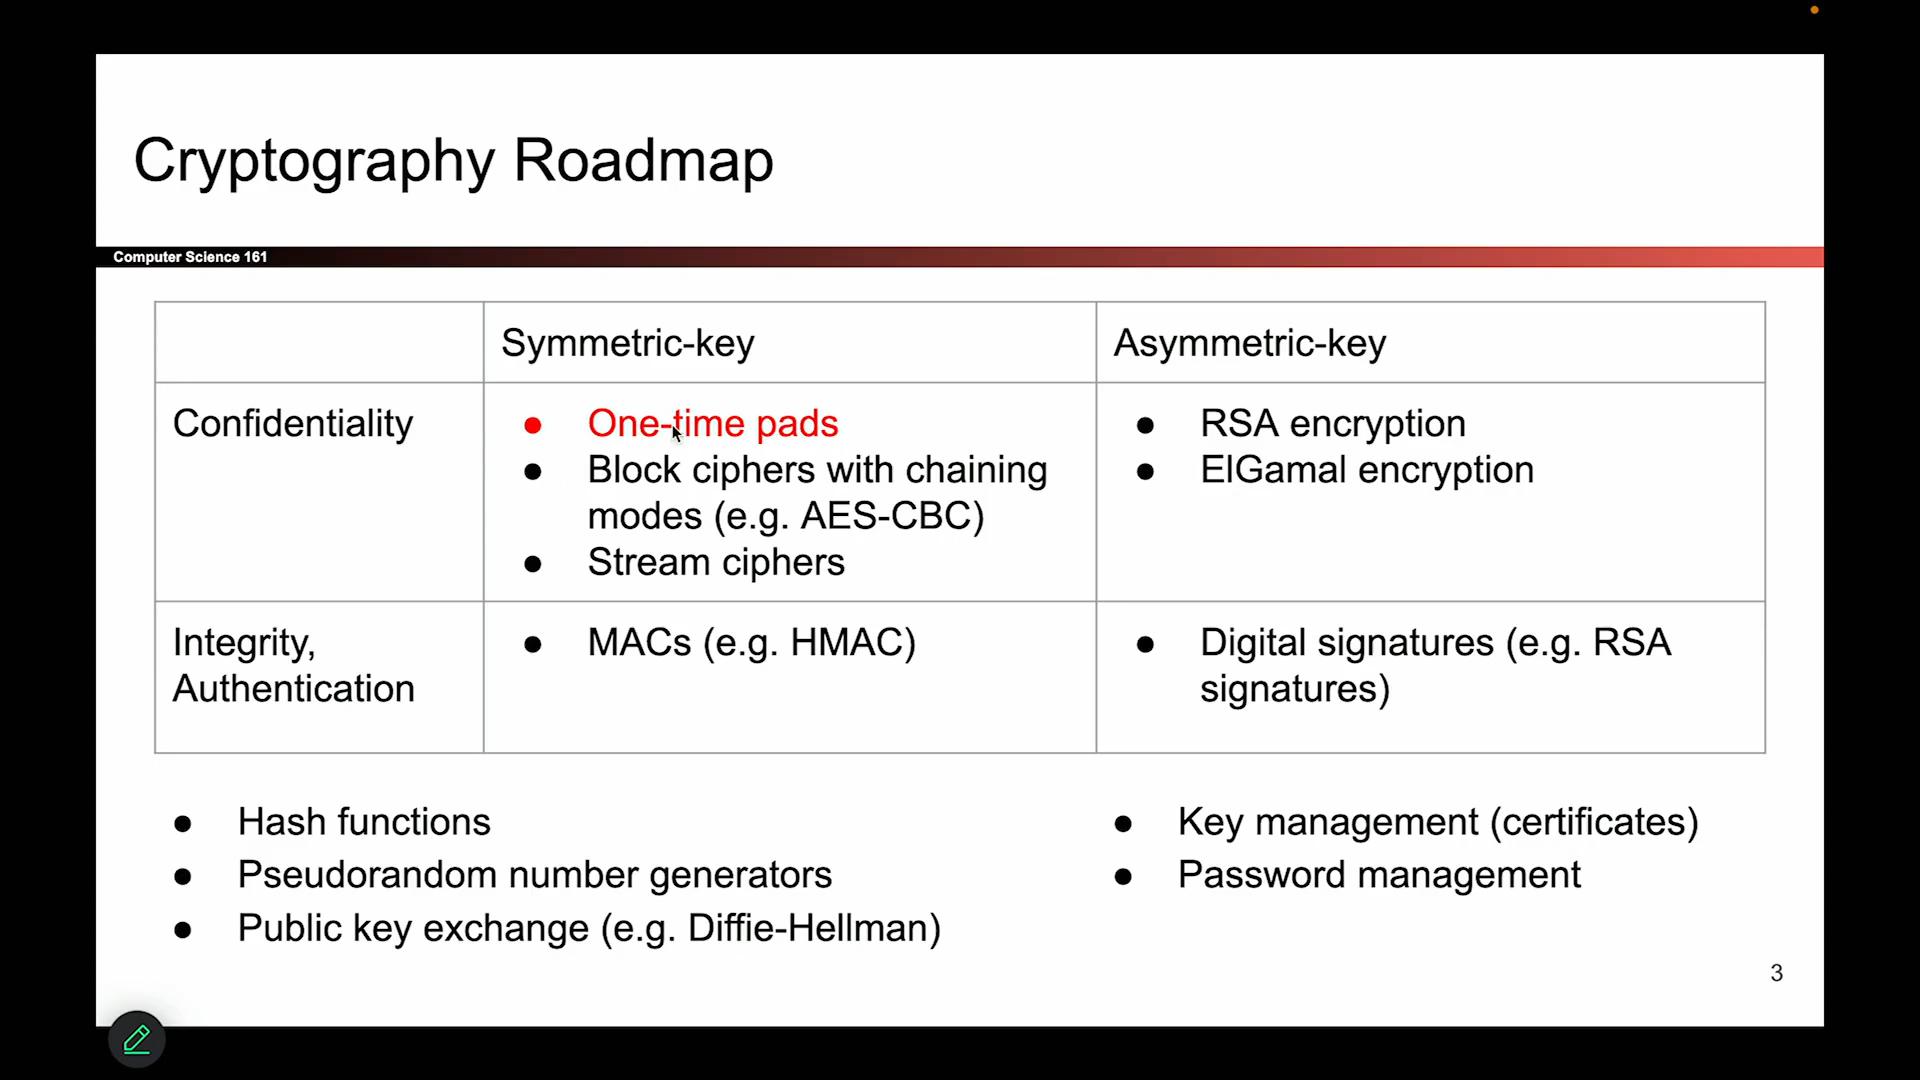 Cryptography Roadmap
Computer Science 161
Symmetric-key
Asymmetric-key
Confidentiality
● One-time pads
● Block ciphers with chaining
modes (e.g. AES-CBC)
● Stream ciphers
● RSA encryption
● ElGamal encryption
Integrity,
Authentication
● MACs (e.g. HMAC)
● Digital signatures (e.g. RSA
signatures)
● Hash functions
● Pseudorandom number generators
● Public key exchange (e.g. Diffie-Hellman)
● Key management (certificates)
● Password management
3